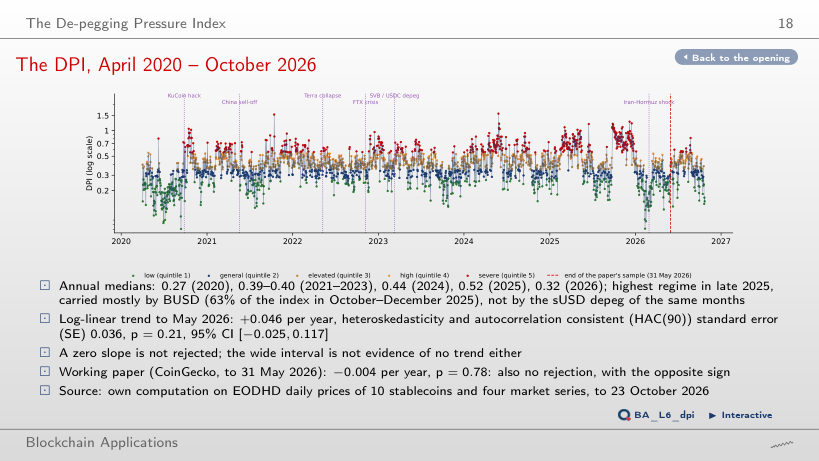 The De-pegging Pressure Index 18
The DPI, April 2020 – October 2026
Back to the opening
KuCoin hack Terra collapse SVB / USDC depeg
China sell-off FTX crisis Iran-Hormuz shock
DPI (log scale)
1.5
1
0.7
0.5
0.3
0.2
2020 2021 2022 2023 2024 2025 2026 2027
low (quintile 1) general (quintile 2) elevated (quintile 3) high (quintile 4) severe (quintile 5) end of the paper's sample (31 May 2026)
Annual medians: 0.27 (2020), 0.39–0.40 (2021–2023), 0.44 (2024), 0.52 (2025), 0.32 (2026); highest regime in late 2025,
carried mostly by BUSD (63% of the index in October–December 2025), not by the sUSD depeg of the same months
Log-linear trend to May 2026: +0.046 per year, heteroskedasticity and autocorrelation consistent (HAC(90)) standard error
(SE) 0.036, p = 0.21, 95% CI [−0.025, 0.117]
A zero slope is not rejected; the wide interval is not evidence of no trend either
Working paper (CoinGecko, to 31 May 2026): −0.004 per year, p = 0.78: also no rejection, with the opposite sign
Source: own computation on EODHD daily prices of 10 stablecoins and four market series, to 23 October 2026
BA_L6_dpi Interactive
Blockchain Applications